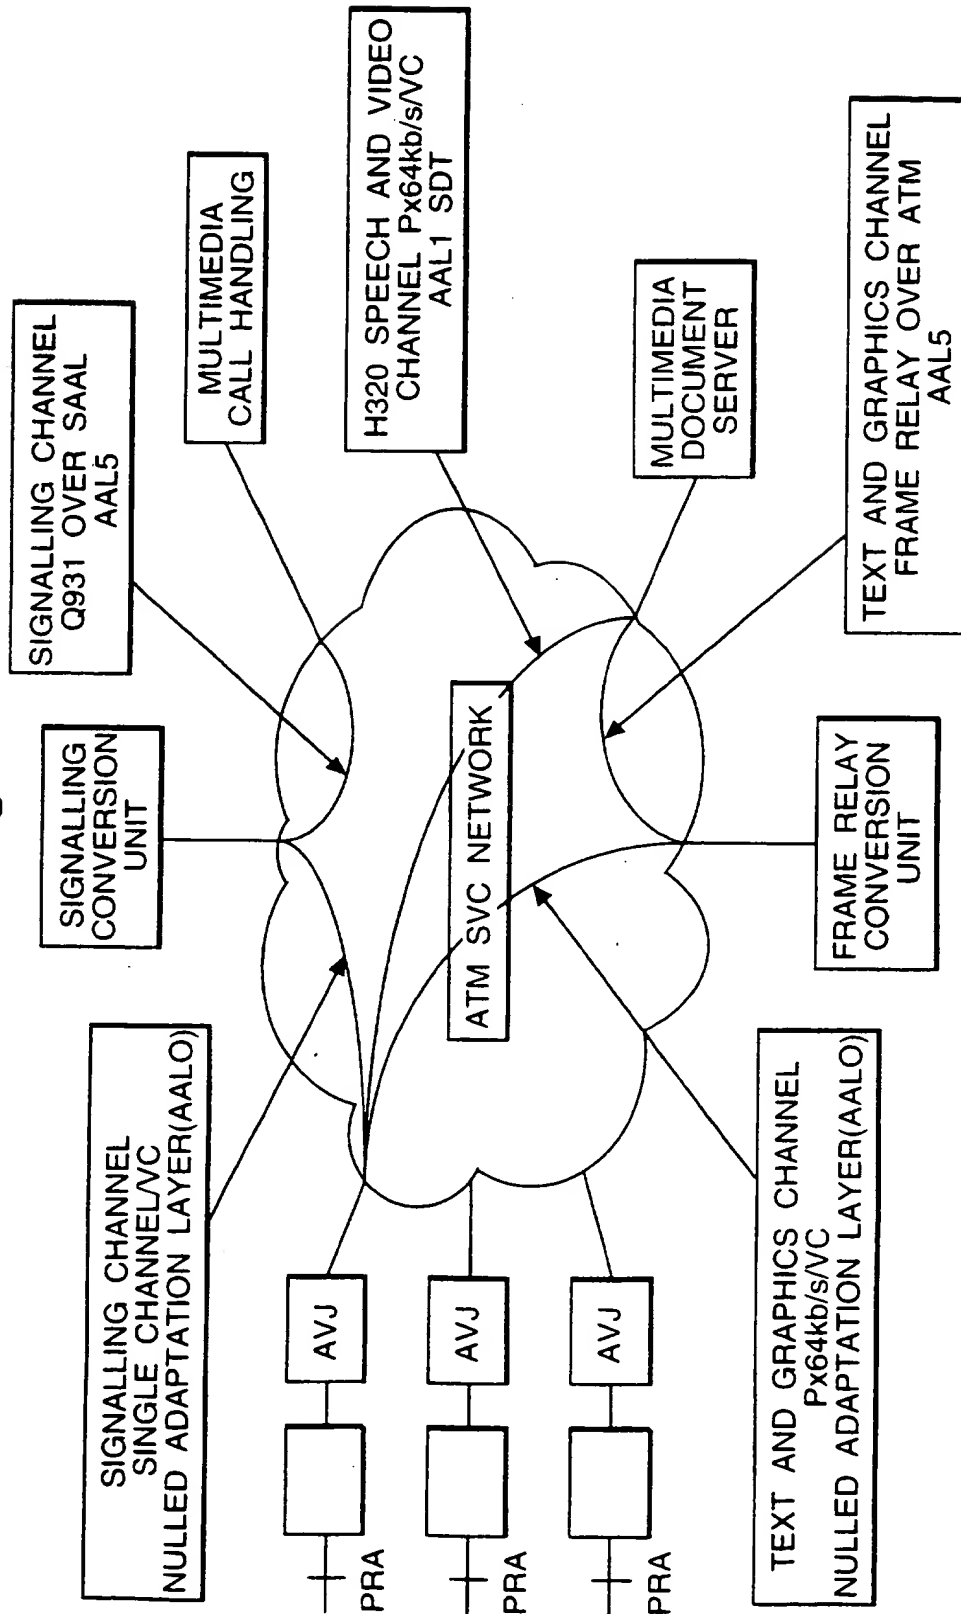 SIGNALLING CHANNEL
SINGLE CHANNEL/VC
NULLED ADAPTATION LAYER(AALO)
SIGNALLING
CONVERSION
UNIT
SIGNALLING CHANNEL
Q931 OVER SAAL
AAL5
MULTIMEDIA
CALL HANDLING
H320 SPEECH AND VIDEO
CHANNEL Px64kb/s/VC
AAL1 SDT
PRA
AVJ
PRA
AVJ
PRA
AVJ
ATM SVC NETWORK
MULTIMEDIA
DOCUMENT
SERVER
TEXT AND GRAPHICS CHANNEL
Px64kb/s/VC
NULLED ADAPTATION LAYER(AALO)
FRAME RELAY
CONVERSION
UNIT
TEXT AND GRAPHICS CHANNEL
FRAME RELAY OVER ATM
AAL5